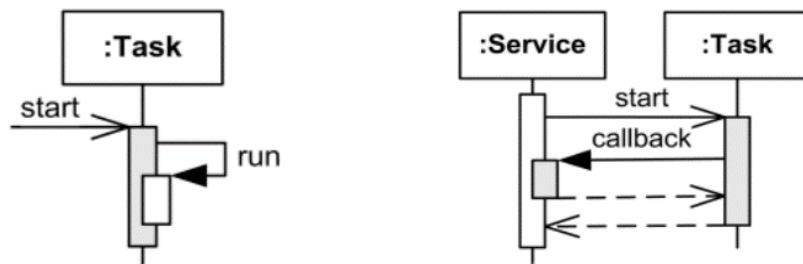 :Task
start
run
:Service
:Task
start
callback